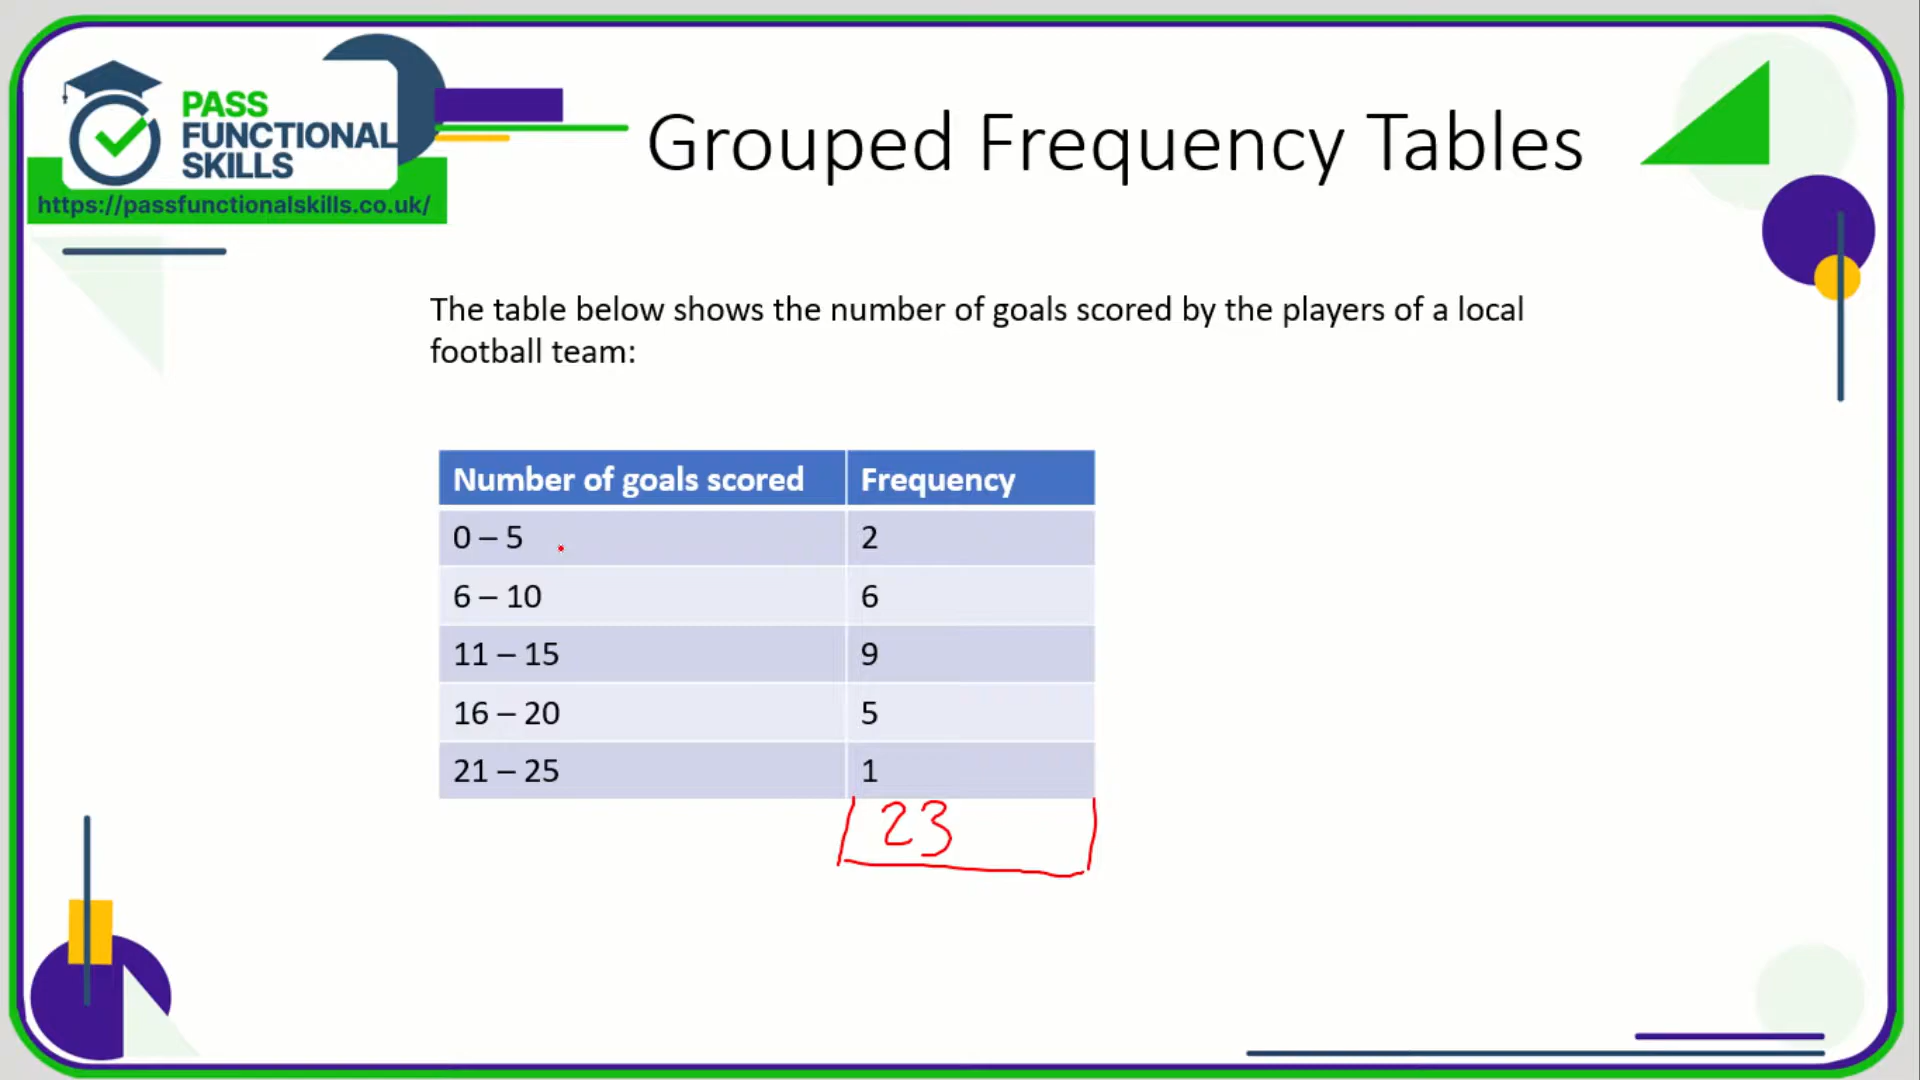 PASS
FUNCTIONAL
SKILLS
https://passfunctionalskills.co.uk/
Grouped Frequency Tables
The table below shows the number of goals scored by the players of a local
football team:
Number of goals scored Frequency
0 – 5 2
6 – 10 6
11 – 15 9
16 – 20 5
21 – 25 1
23